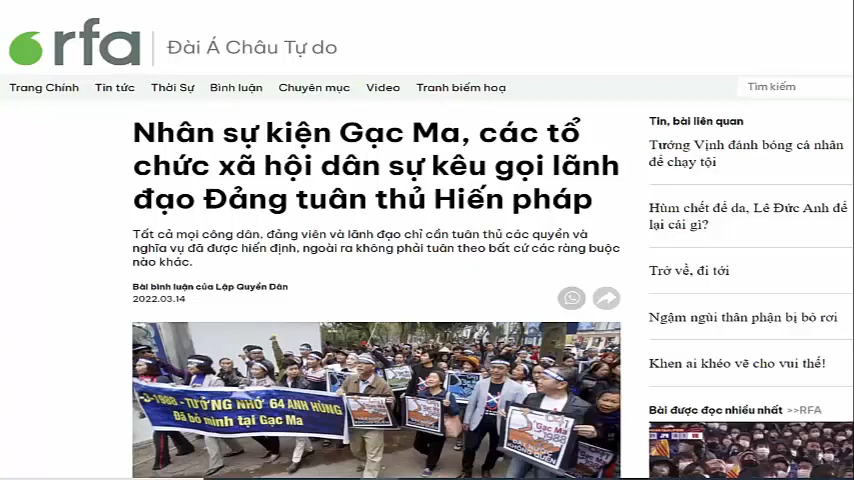 rfa
Đài Á Châu Tự do
Trang Chính Tin tức Thời Sự Bình luận Chuyên mục Video Tranh biếm hoạ
Tìm kiếm
Nhân sự kiện Gạc Ma, các tổ
chức xã hội dân sự kêu gọi lãnh
đạo Đảng tuân thủ Hiến pháp
Tất cả mọi công dân, đảng viên và lãnh đạo chỉ cần tuân thủ các quyền và
nghĩa vụ đã được hiến định, ngoài ra không phải tuân theo bất cứ các ràng buộc
nào khác.
Bài bình luận của Lập Quyền Dân
2022.03.14
-3-1988 - TƯỞNG NHỚ 64 ANH HÙNG
Đã bỏ mình tại Gạc Ma
Gạc Ma
1988
KHÔNG QUÊN
Tin, bài liên quan
Tướng Vịnh đánh bóng cá nhân
để chạy tội
Hùm chết để da, Lê Đức Anh để
lại cái gì?
Trở về, đi tới
Ngậm ngùi thân phận bị bỏ rơi
Khen ai khéo vẽ cho vui thế!
Bài được đọc nhiều nhất >>RFA